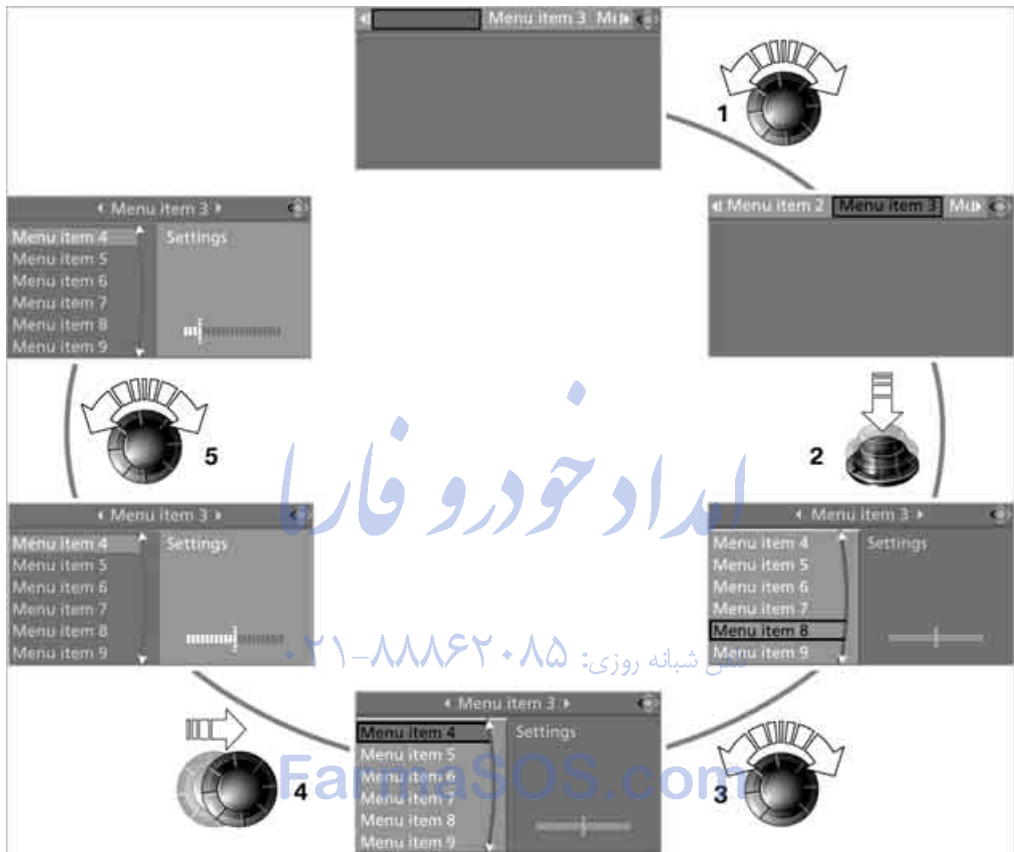 Menu item 3 M
1
Menu item 3
Menu item 4
Menu item 5
Menu item 6
Menu item 7
Menu item 8
Menu item 9
Settings
Menu item 2 Menu item 3 M
5
2
امداد خودرو فارما
Menu item 3
Menu item 4
Menu item 5
Menu item 6
Menu item 7
Menu item 8
Menu item 9
Settings
Menu item 3
Menu item 4
Menu item 5
Menu item 6
Menu item 7
Menu item 8
Menu item 9
Settings
تلفن شبانه روزی: ۰۲۱-۸۸۸۶۲۰۸۵
4
Menu item 3
Menu item 4
Menu item 5
Menu item 6
Menu item 7
Menu item 8
Menu item 9
Settings
3
FarmaSOS.com